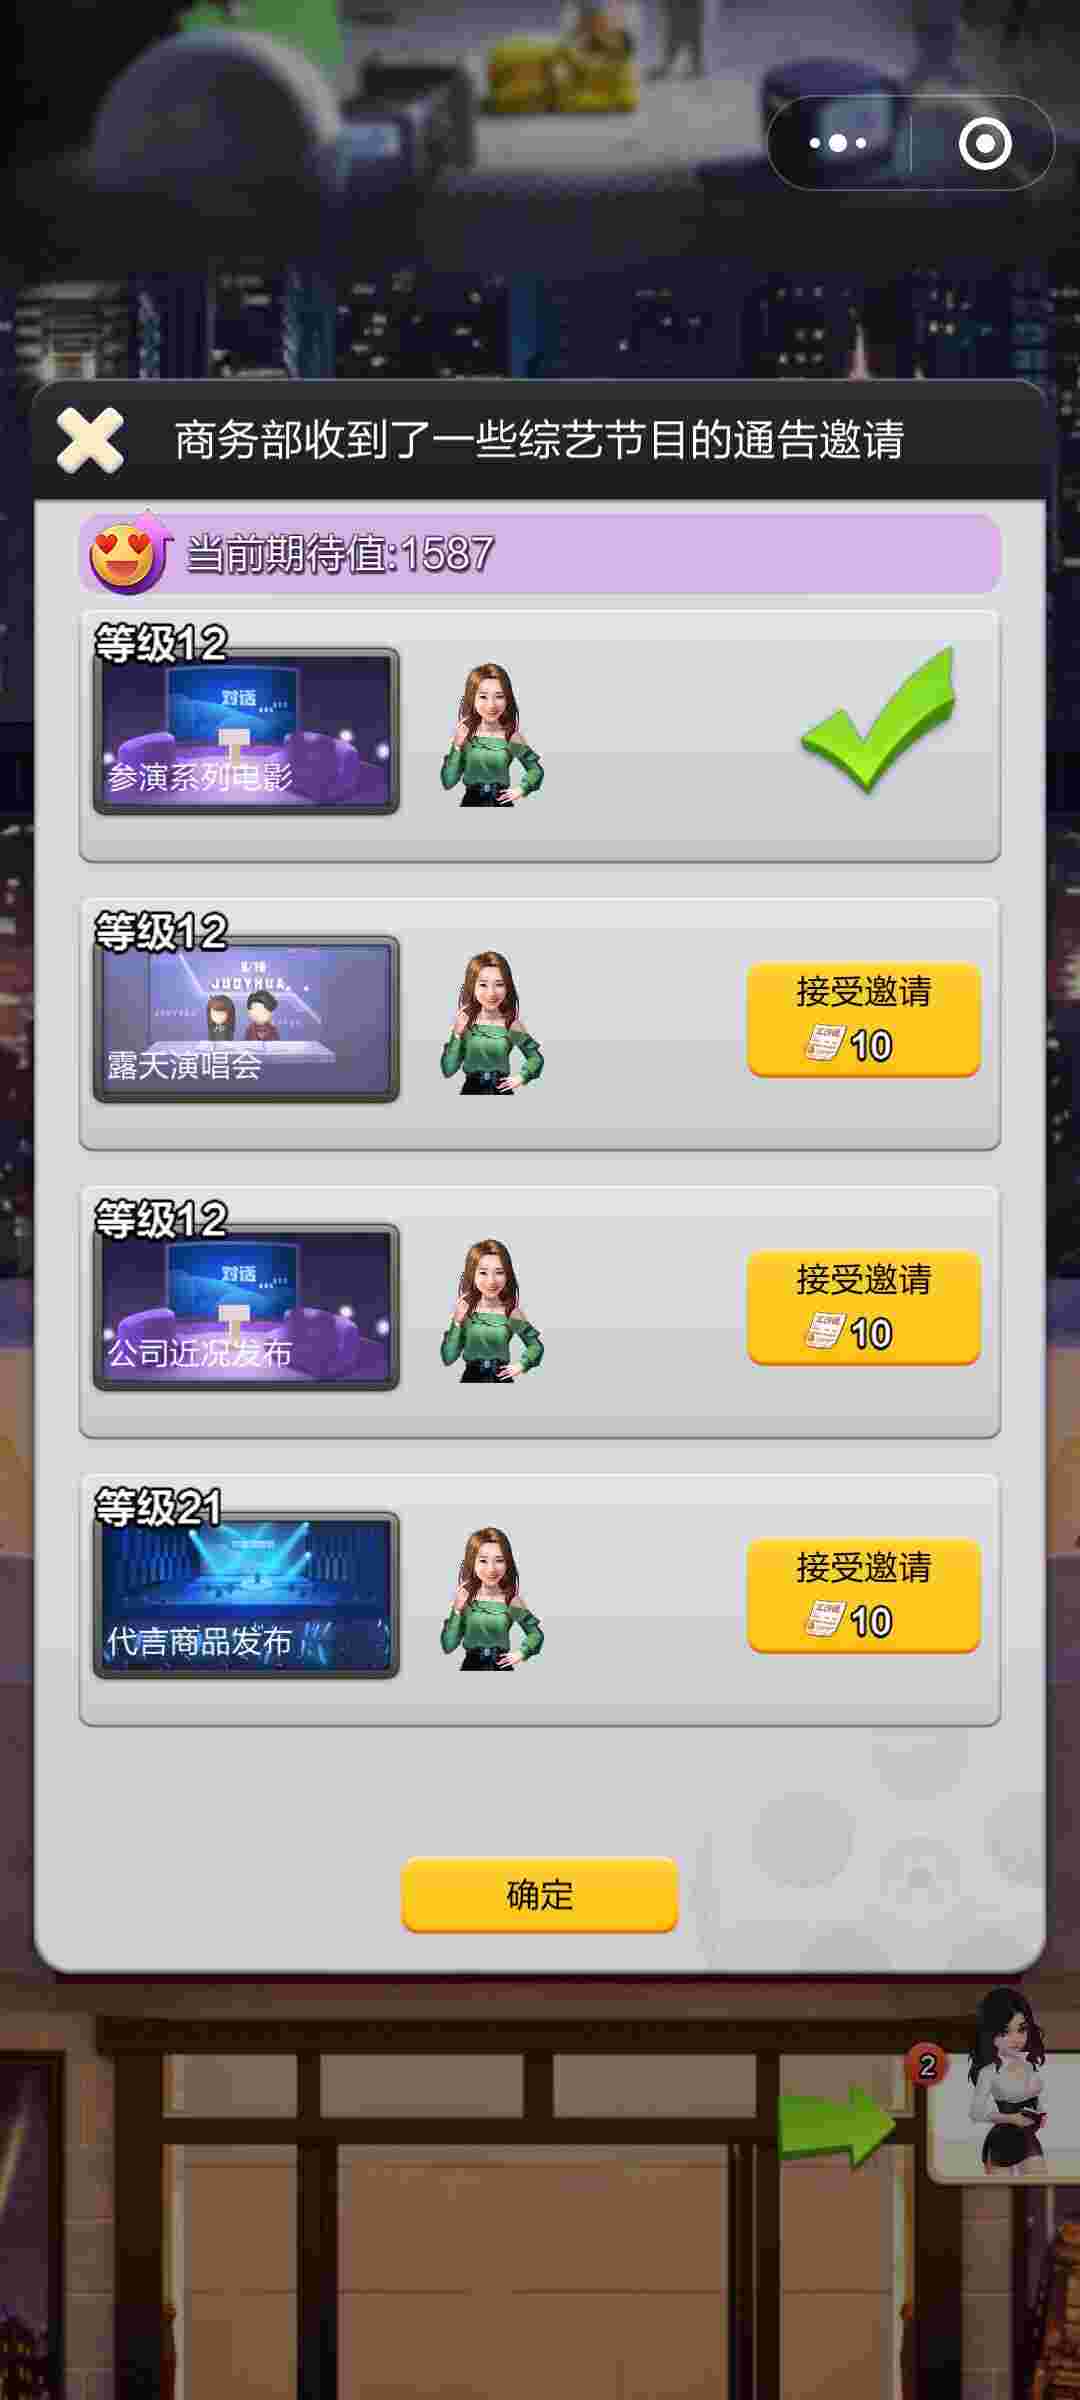 商务部收到了一些综艺节目的通告邀请
当前期待值:1587
等级12
对话......
参演系列电影
等级12
JUDYHUA..
露天演唱会
接受邀请
10
等级12
对话......
公司近况发布
接受邀请
10
等级21
代言商品发布
接受邀请
10
确定
2